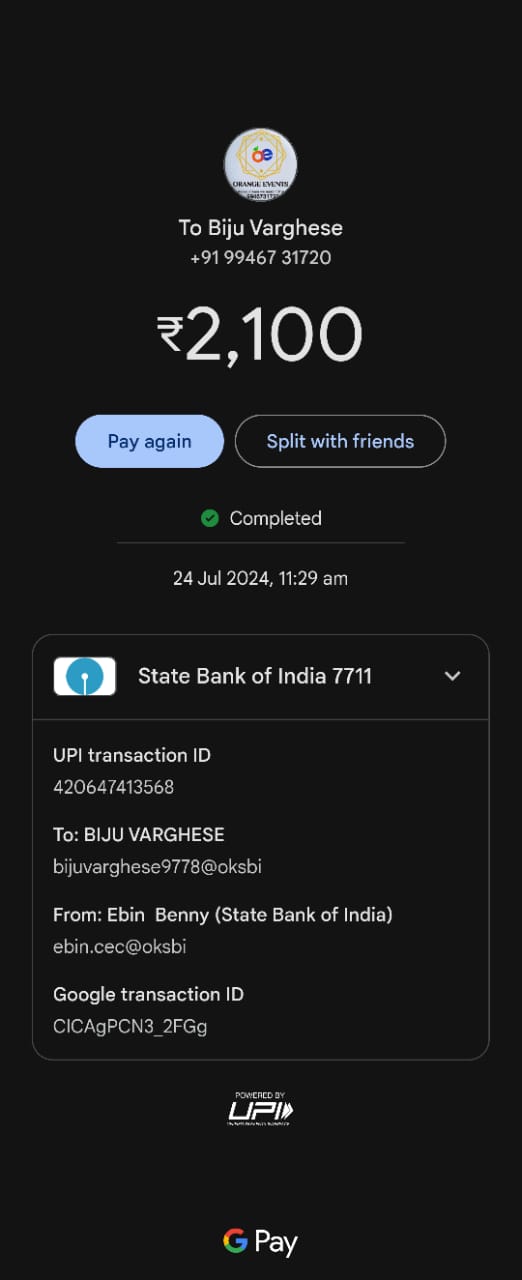 ORANGE EVENTS
To Biju Varghese
+91 99467 31720
₹2,100
Pay again
Split with friends
Completed
24 Jul 2024, 11:29 am
State Bank of India 7711
UPI transaction ID
420647413568
To: BIJU VARGHESE
bijuvarghese9778@oksbi
From: Ebin Benny (State Bank of India)
ebin.cec@oksbi
Google transaction ID
CICAgPCN3_2FGg
POWERED BY
UPI
G Pay